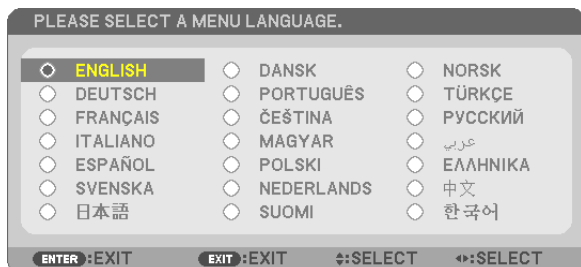 PLEASE SELECT A MENU LANGUAGE.
ENGLISH DANSK NORSK
DEUTSCH PORTUGUÊS TÜRKÇE
FRANÇAIS ČEŠTINA РУССКИЙ
ITALIANO MAGYAR عربي
ESPAÑOL POLSKI ΕΛΛΗΝΙΚΑ
SVENSKA NEDERLANDS 中文
日本語 SUOMI 한국어
ENTER :EXIT EXIT :EXIT :SELECT :SELECT